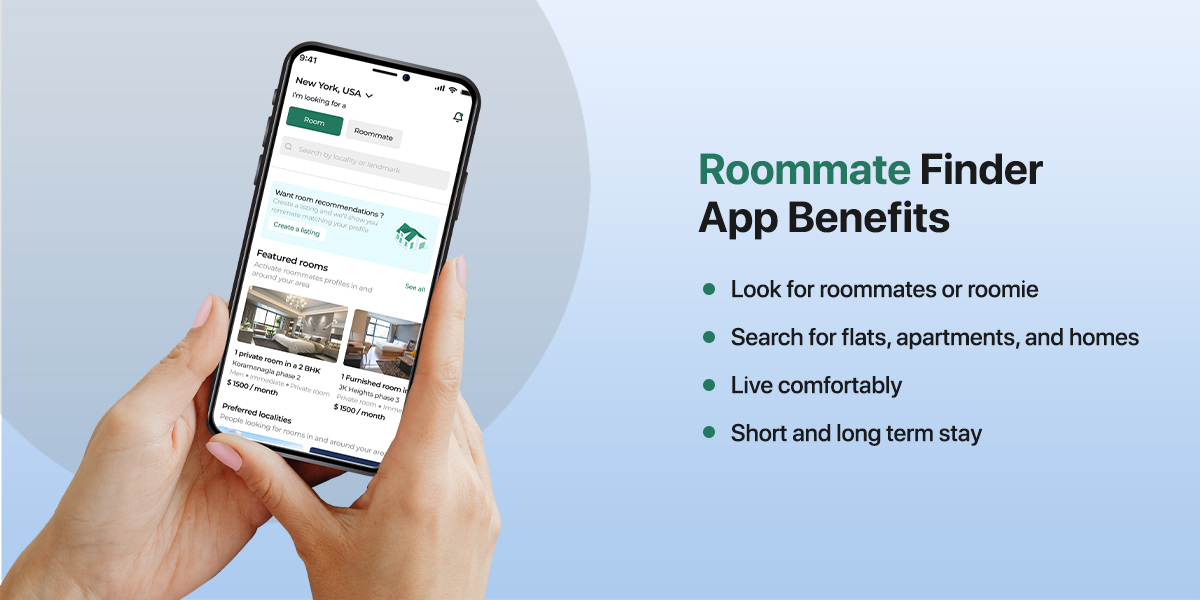 9:41
New York, USA
I'm looking for a
Room
Roommate
Search by locality or landmark
Want room recommendations ?
Create a listing and we'll show you
rommate matching your profile
Create a listing
Featured rooms
Activate roommates profiles in and
around your area
See all
1 private room in a 2 BHK
Koramanagla phase 2
Men • Immediate • Private room
$ 1500 / month
1 Furnished room in
JK Heights phase 3
Private room • Imme
$ 1500 / month
Preferred localities
People looking for rooms in and around your area
Roommate Finder
App Benefits
• Look for roommates or roomie
• Search for flats, apartments, and homes
• Live comfortably
• Short and long term stay